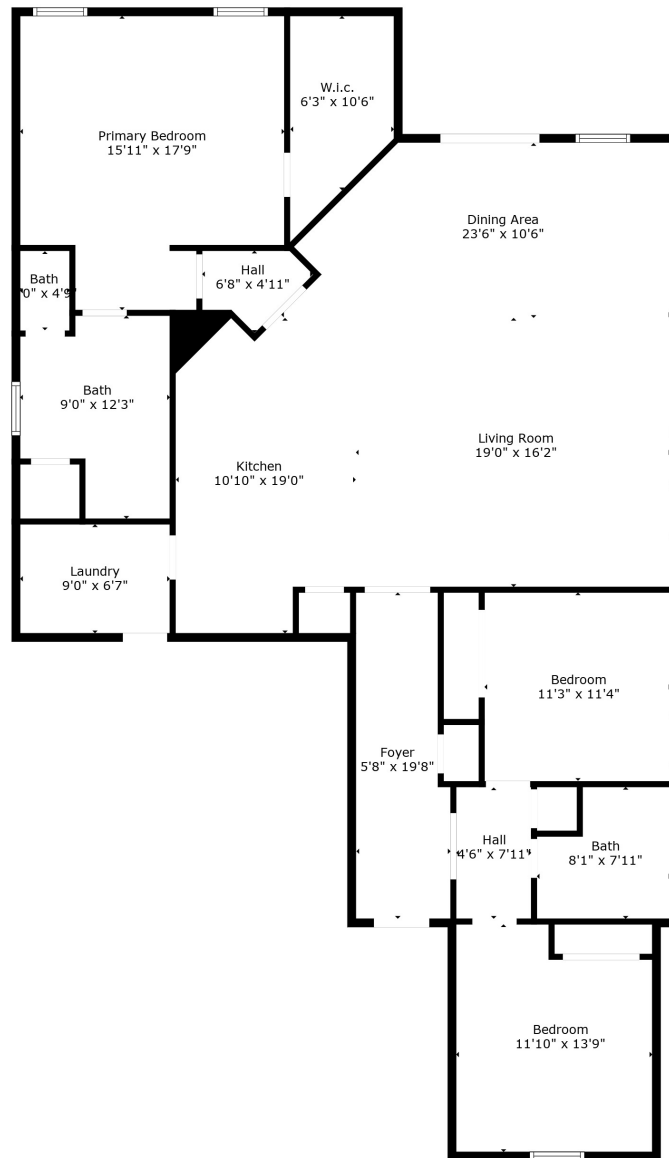 W.i.c.
6'3" x 10'6"
Primary Bedroom
15'11" x 17'9"
Dining Area
23'6" x 10'6"
Hall
6'8" x 4'11"
Bath
0" x 4'9"
Bath
9'0" x 12'3"
Living Room
19'0" x 16'2"
Kitchen
10'10" x 19'0"
Laundry
9'0" x 6'7"
Bedroom
11'3" x 11'4"
Foyer
5'8" x 19'8"
Hall
4'6" x 7'11"
Bath
8'1" x 7'11"
Bedroom
11'10" x 13'9"